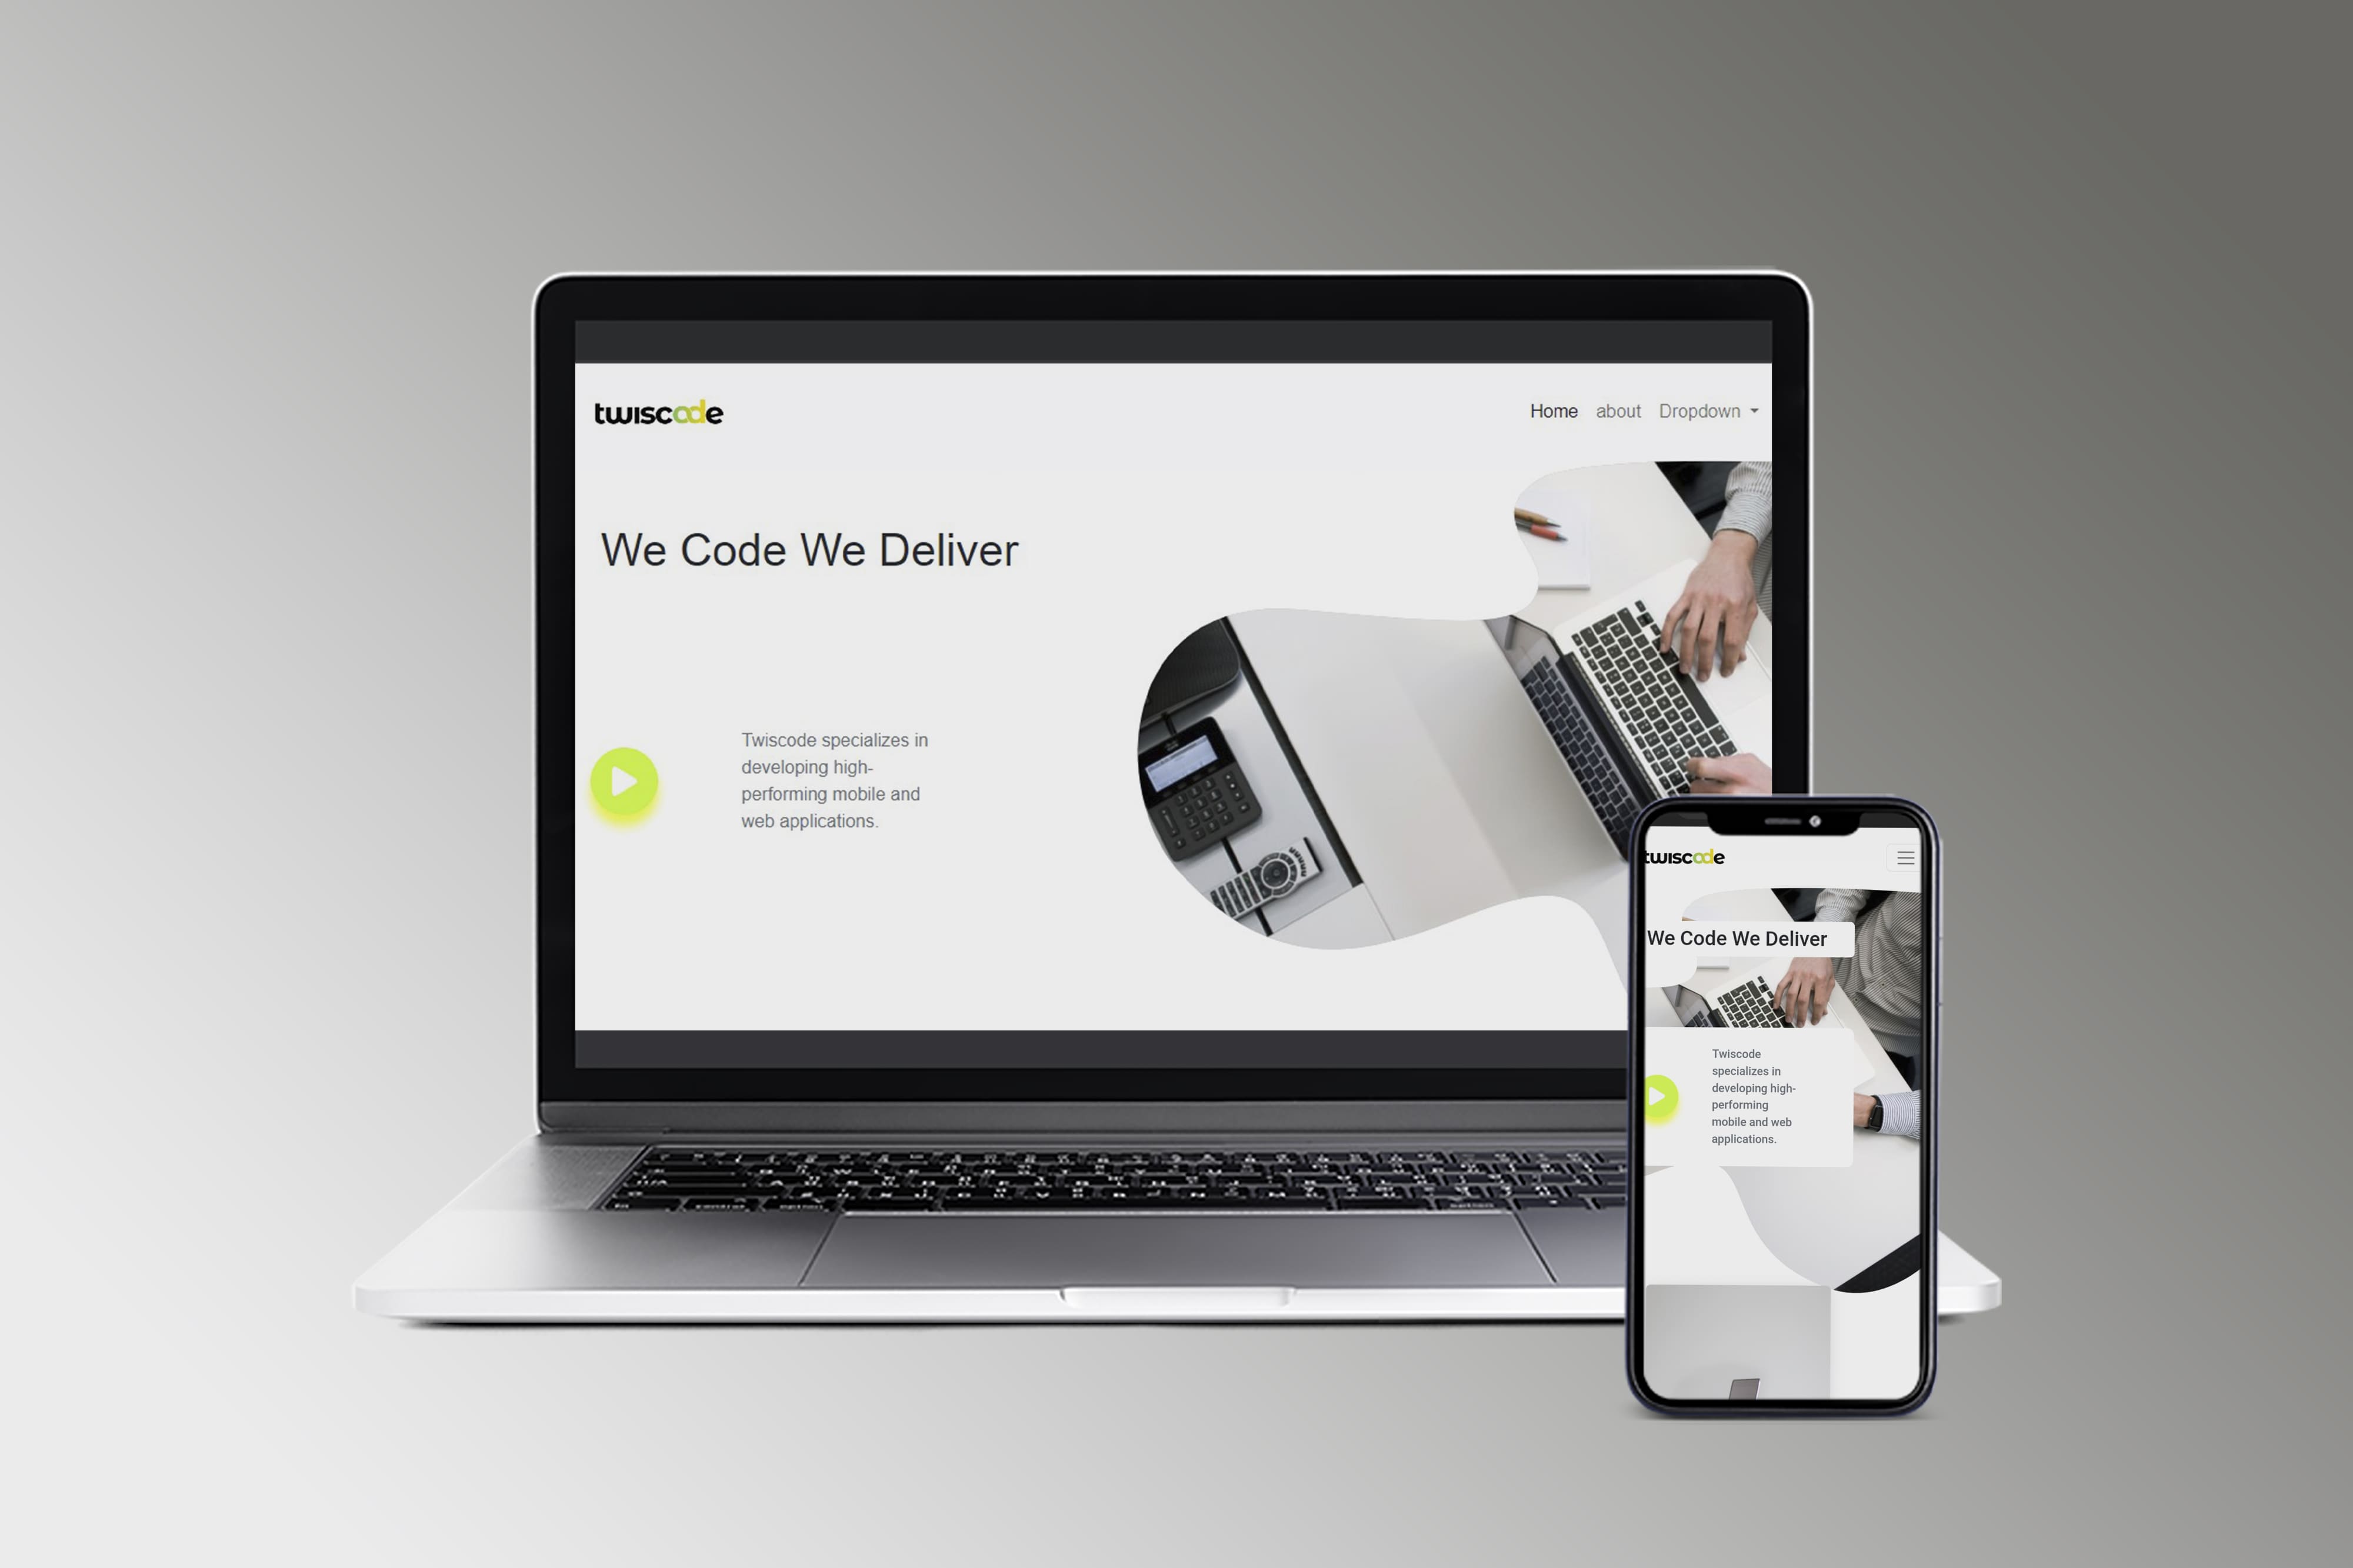 twiscode
Home about Dropdown
We Code We Deliver
Twiscode specializes in
developing high-
performing mobile and
web applications.
twiscode
We Code We Deliver
Twiscode
specializes in
developing high-
performing
mobile and web
applications.